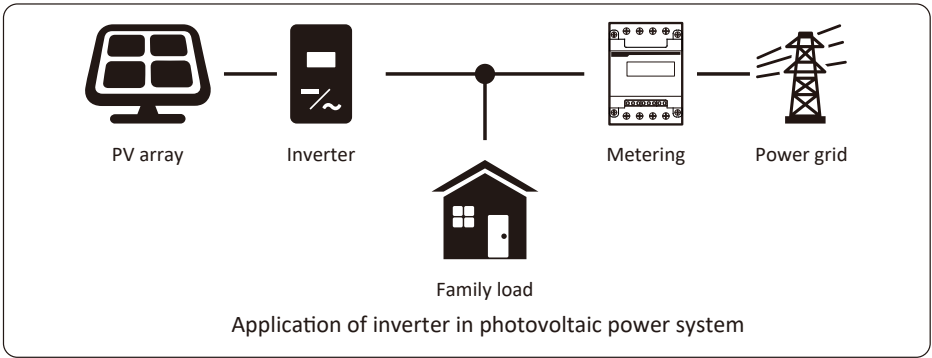 PV array
Inverter
Metering
Power grid
Family load
Application of inverter in photovoltaic power system